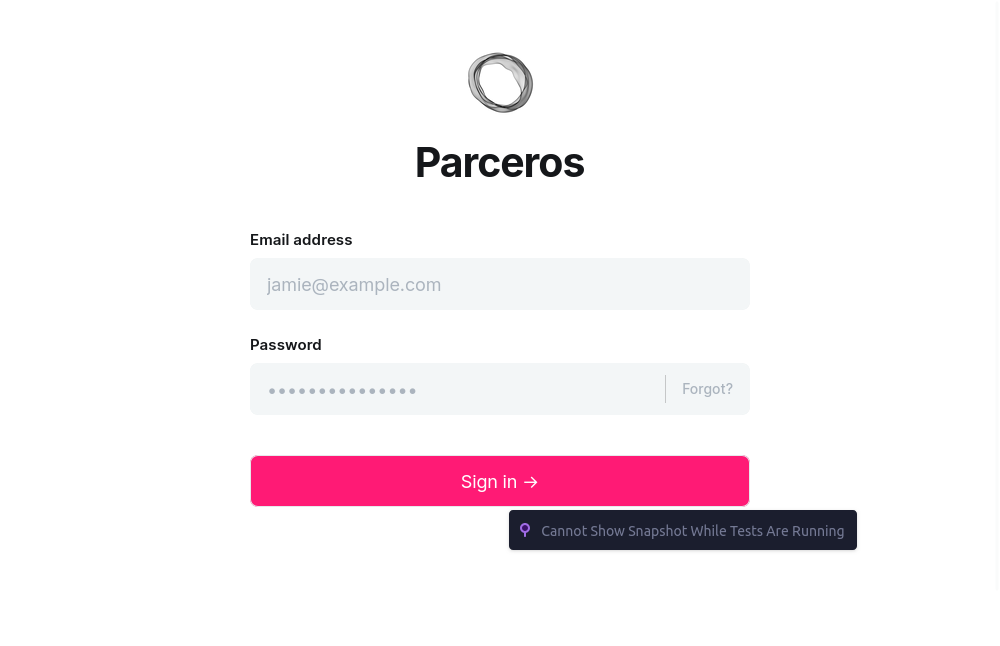 Parceros
Email address
jamie@example.com
Password
•••••••••••••••
Forgot?
Sign in →
Cannot Show Snapshot While Tests Are Running